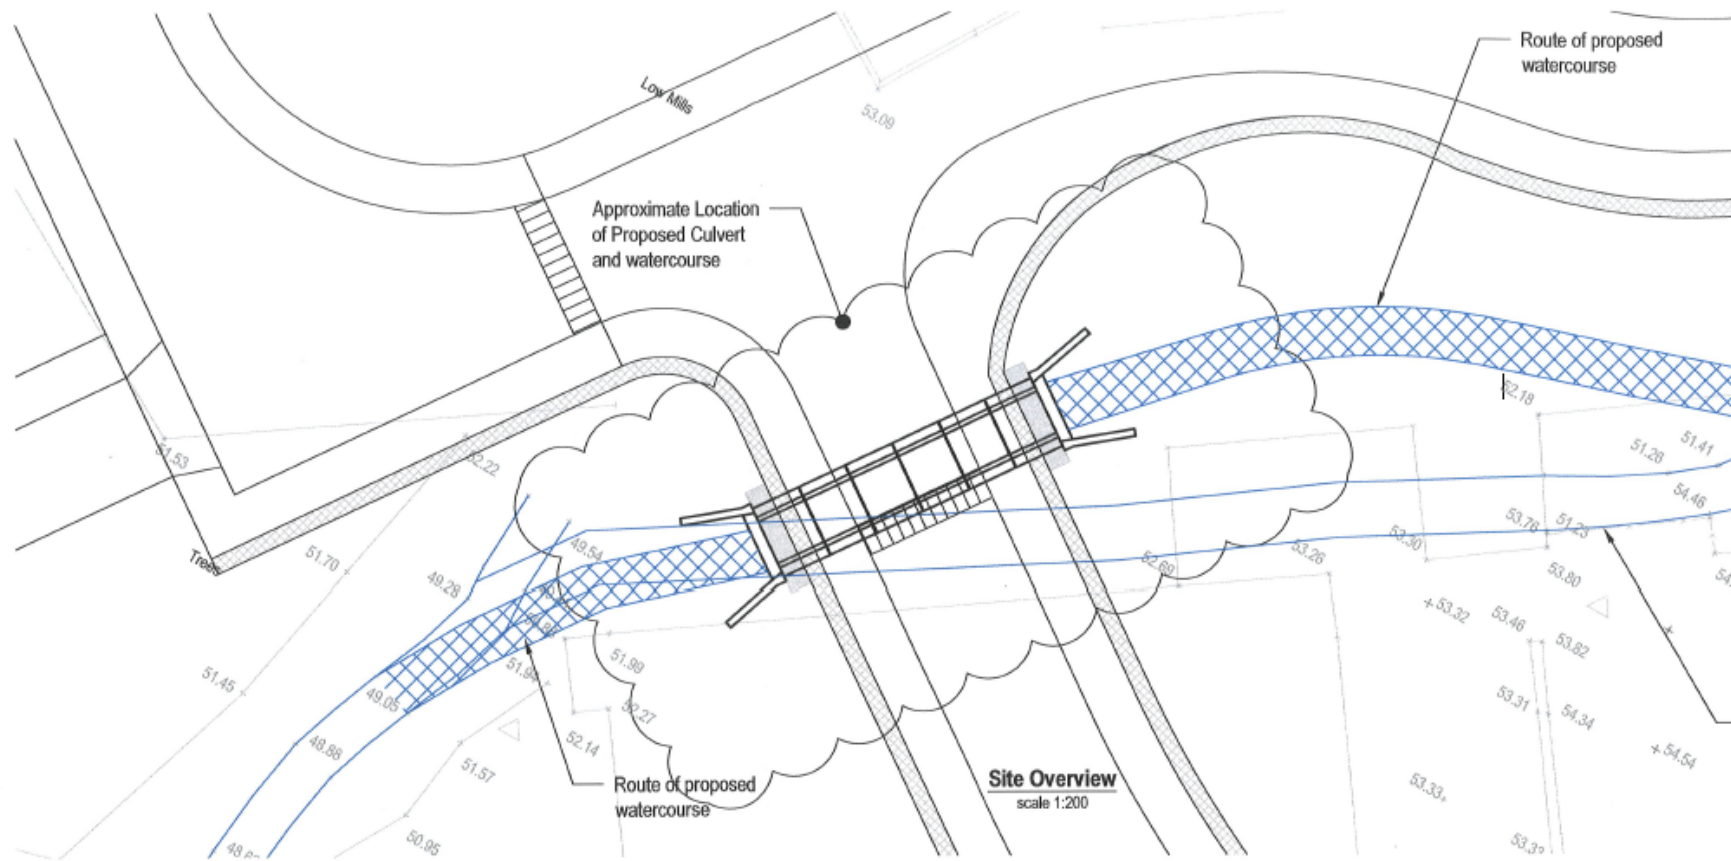 Route of proposed
watercourse
Low Mills
53.09
Approximate Location
of Proposed Culvert
and watercourse
52.18
51.41
51.26
51.53
52.22
54.46
53.76
51.23
53.30
53.26
52.69
49.54
51.70
Trees
49.28
53.80
53.32
53.46
53.82
51.99
51.94
51.45
49.05
52.27
53.31
54.34
48.88
52.14
54.54
51.57
Site Overview
scale 1:200
Route of proposed
watercourse
53.33
50.95